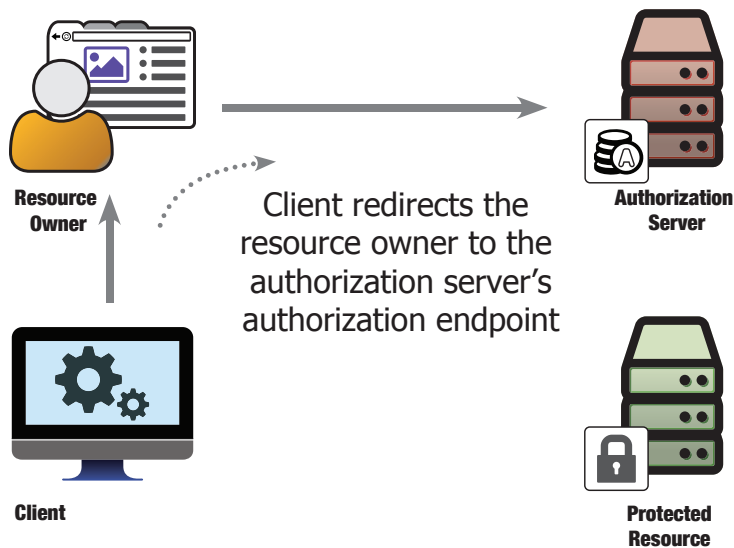 Resource
Owner
Authorization
Server
A
Client redirects the
resource owner to the
authorization server’s
authorization endpoint
Client
Protected
Resource